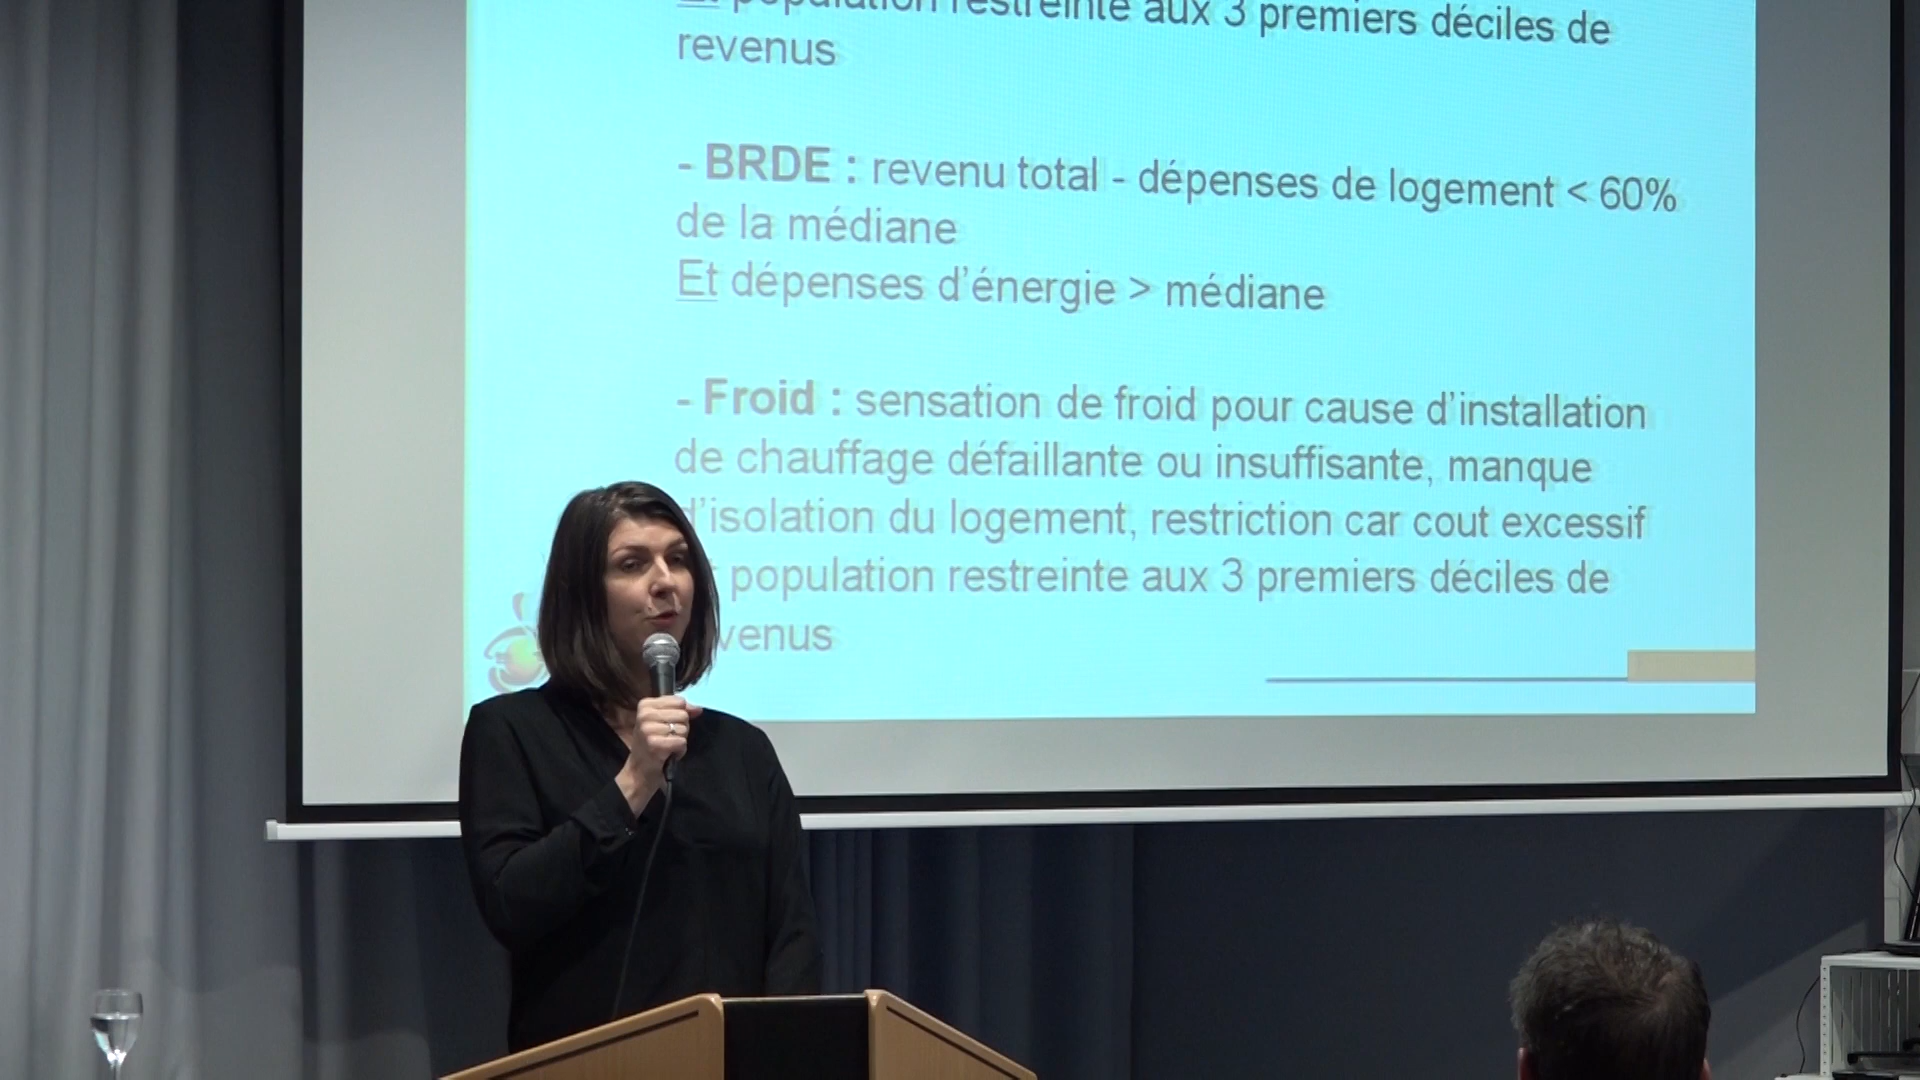 population restreinte aux 3 premiers déciles de
revenus
- BRDE : revenu total - dépenses de logement < 60%
de la médiane
Et dépenses d'énergie > médiane
- Froid : sensation de froid pour cause d'installation
de chauffage défaillante ou insuffisante, manque
d'isolation du logement, restriction car cout excessif
population restreinte aux 3 premiers déciles de
venus